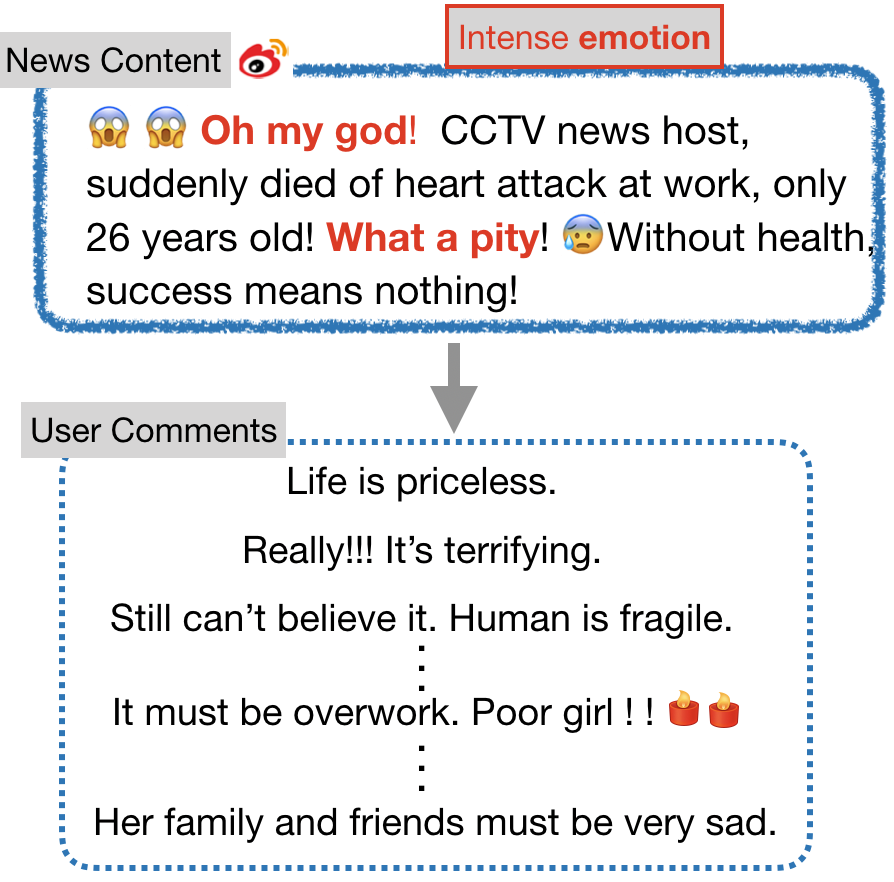 Intense emotion
News Content
😱 😱 Oh my god! CCTV news host,
suddenly died of heart attack at work, only
26 years old! What a pity! 😰Without health,
success means nothing!
User Comments
Life is priceless.
Really!!! It’s terrifying.
Still can’t believe it. Human is fragile.
⋮
It must be overwork. Poor girl ! ! 🕯️🕯️
⋮
Her family and friends must be very sad.